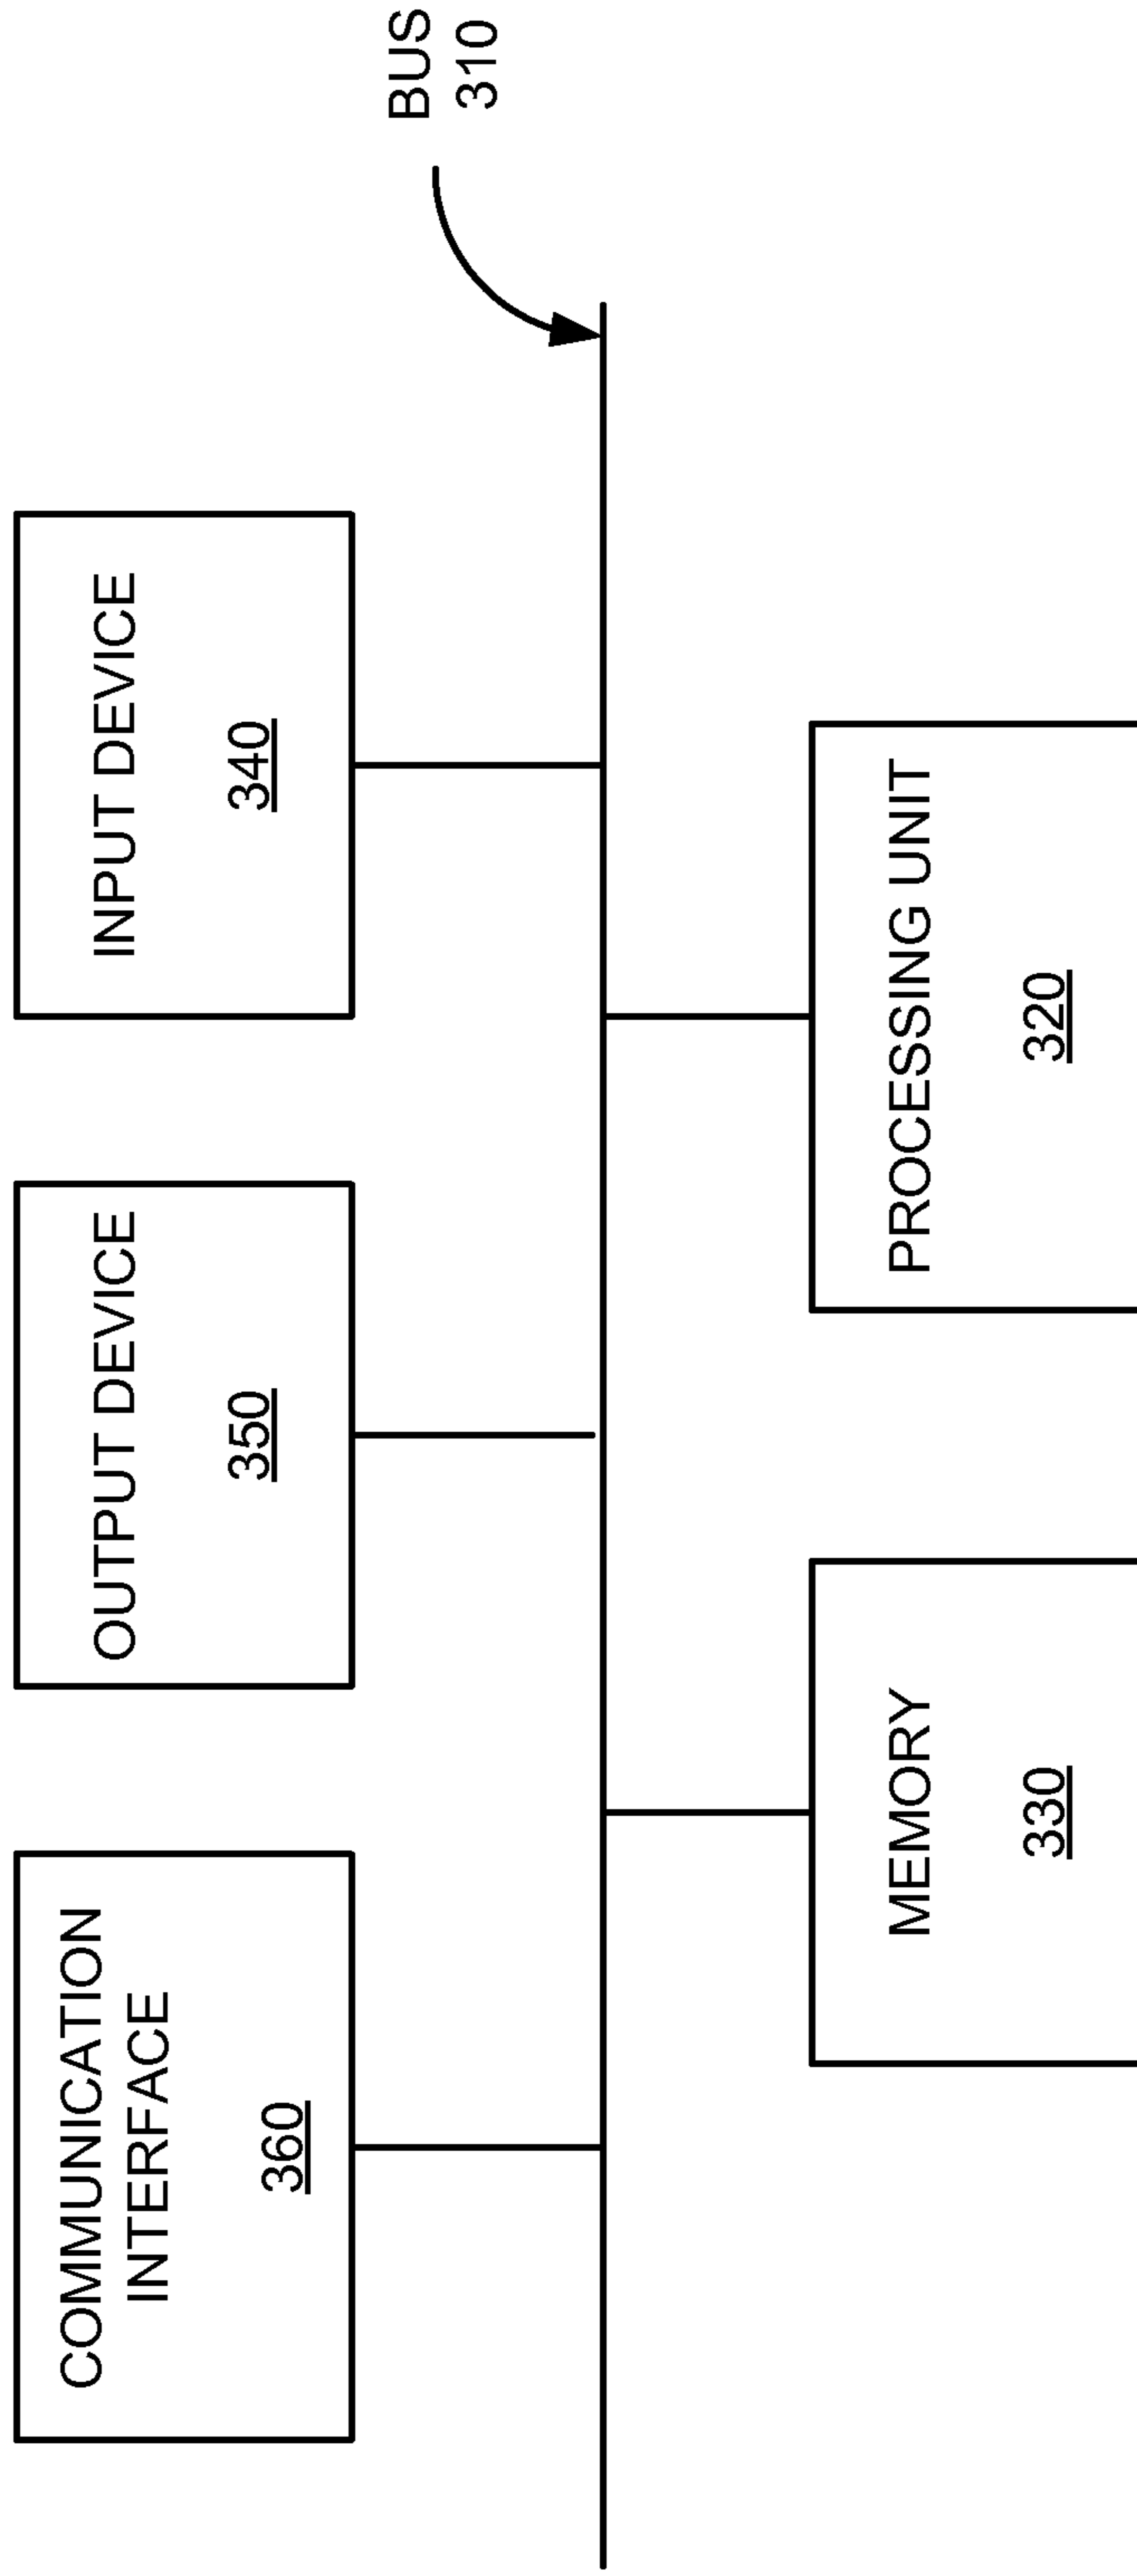 COMMUNICATION
INTERFACE
360
OUTPUT DEVICE
350
INPUT DEVICE
340
BUS
310
MEMORY
330
PROCESSING UNIT
320